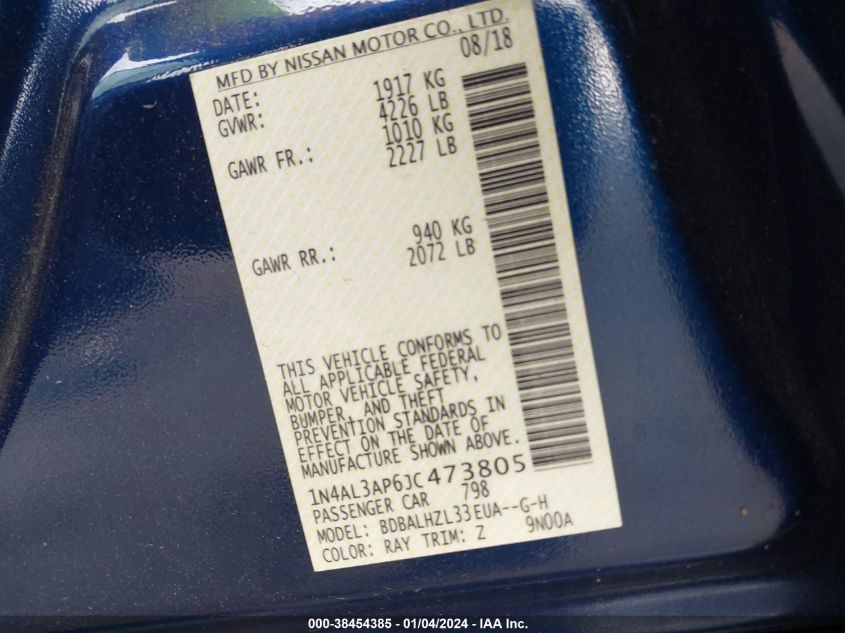 MFD BY NISSAN MOTOR CO., LTD.
DATE: 08/18
GVWR: 1917 KG
4226 LB
GAWR FR.: 1010 KG
2227 LB
GAWR RR.: 940 KG
2072 LB
THIS VEHICLE CONFORMS TO
ALL APPLICABLE FEDERAL
MOTOR VEHICLE SAFETY,
BUMPER, AND THEFT
PREVENTION STANDARDS IN
EFFECT ON THE DATE OF
MANUFACTURE SHOWN ABOVE.
1N4AL3AP6JC473805
PASSENGER CAR 798
MODEL: BDBALHZL33EUA--G-H
COLOR: RAY TRIM: Z 9N00A
000-38454385 - 01/04/2024 - IAA Inc.